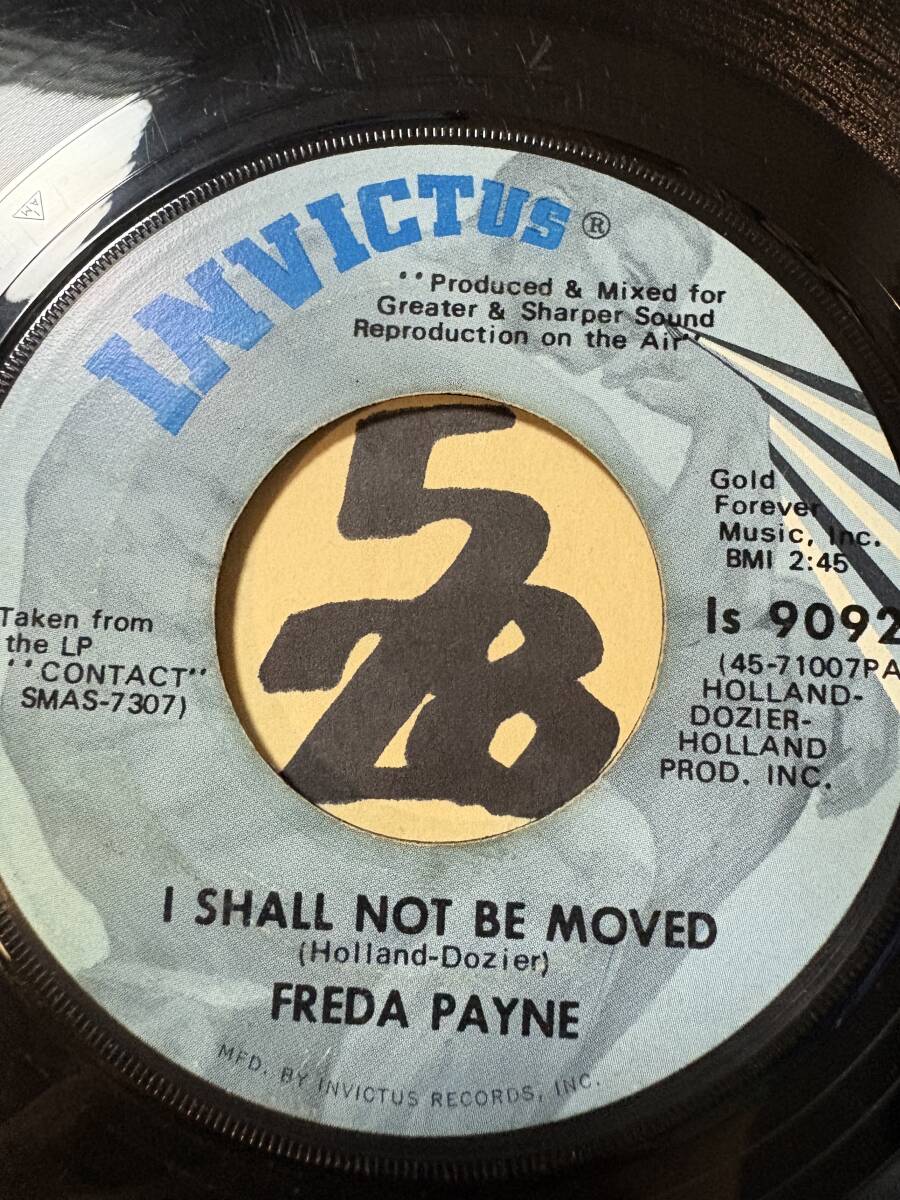 INVICTUS®
''Produced & Mixed for
Greater & Sharper Sound
Reproduction on the Air''
Gold
Forever
Music, Inc.
BMI 2:45
Is 9092
(45-71007PA
HOLLAND-
DOZIER-
HOLLAND
PROD. INC.
Taken from
the LP
''CONTACT''
SMAS-7307)
5
28
I SHALL NOT BE MOVED
(Holland-Dozier)
FREDA PAYNE
MFD. BY INVICTUS RECORDS, INC.
AM